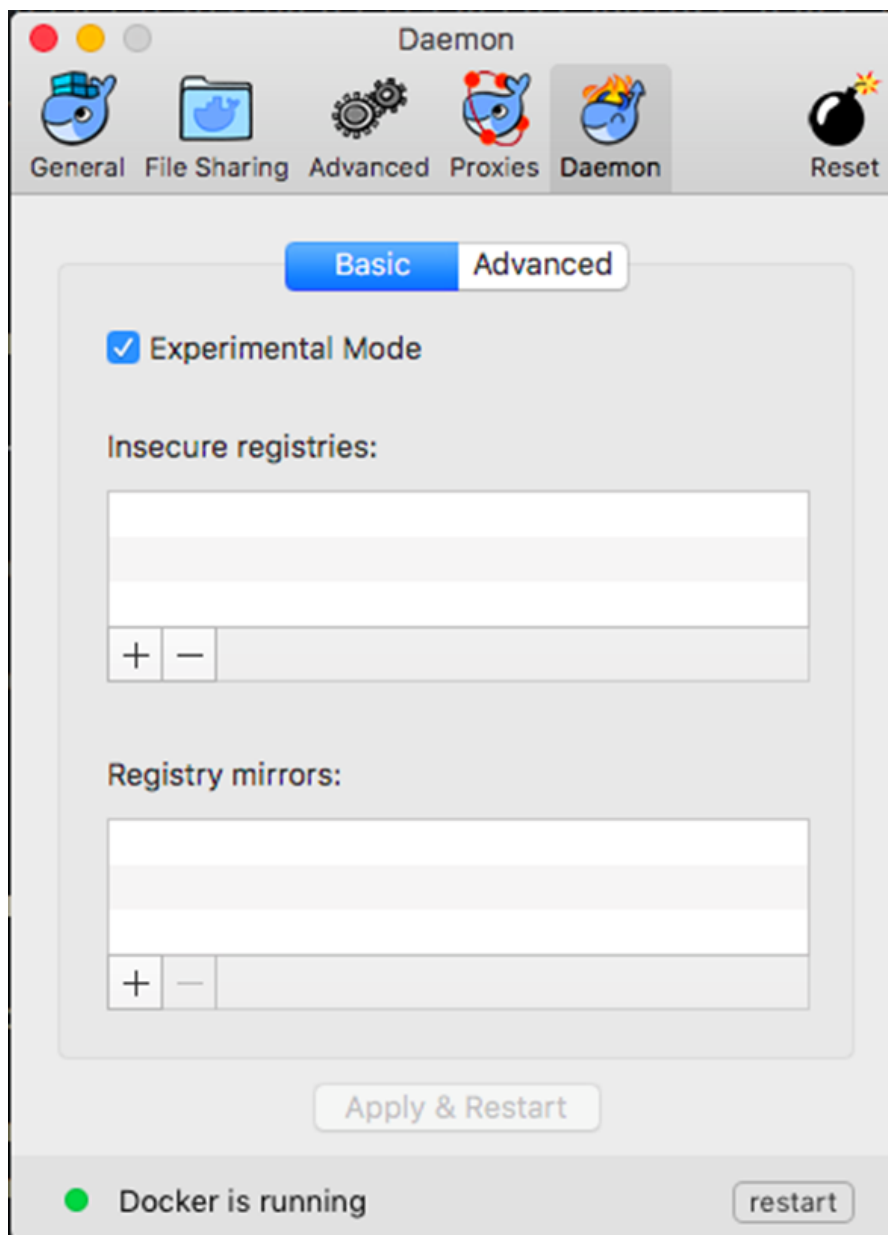 Daemon
General File Sharing Advanced Proxies Daemon Reset
Basic Advanced
Experimental Mode
Insecure registries:
+ −
Registry mirrors:
+ −
Apply & Restart
Docker is running restart